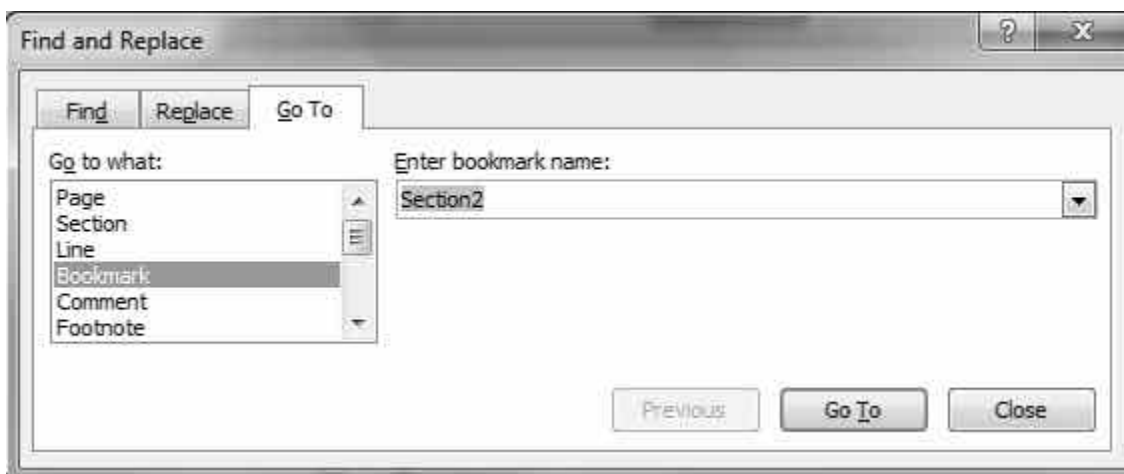 Find and Replace
Find Replace Go To
Go to what: Enter bookmark name:
Page
Section
Line
Bookmark
Comment
Footnote
Section2
Previous Go To Close